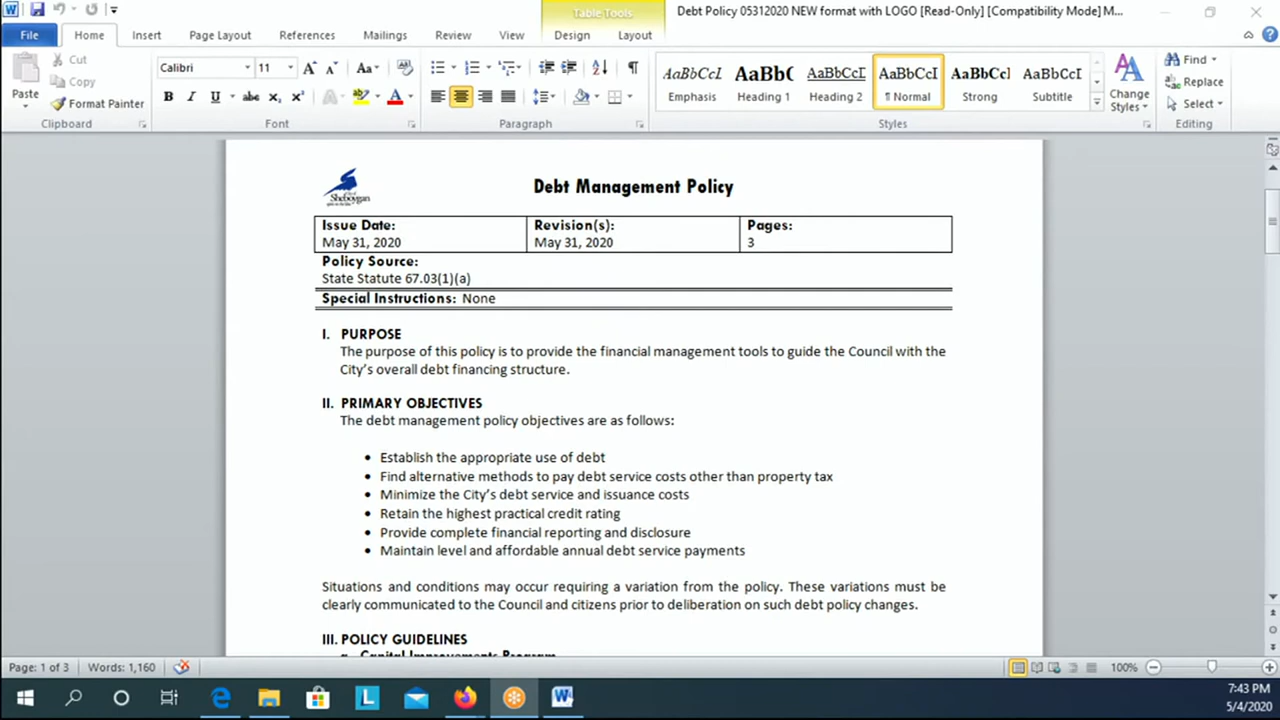 Table Tools
Debt Policy 05312020 NEW format with LOGO [Read-Only] [Compatibility Mode] M...
File Home Insert Page Layout References Mailings Review View Design Layout
Paste
Cut
Copy
Format Painter
Clipboard
Calibri 11
Font
Paragraph
AaBbCcI AaBb( AaBbCcI AaBbCcI AaBbCcI AaBbCcI
Emphasis Heading 1 Heading 2 ¶ Normal Strong Subtitle
Change Styles
Styles
Find
Replace
Select
Editing
Sheboygan
Debt Management Policy
Issue Date: Revision(s): Pages:
May 31, 2020 May 31, 2020 3
Policy Source:
State Statute 67.03(1)(a)
Special Instructions: None
I. PURPOSE
The purpose of this policy is to provide the financial management tools to guide the Council with the
City's overall debt financing structure.
II. PRIMARY OBJECTIVES
The debt management policy objectives are as follows:
• Establish the appropriate use of debt
• Find alternative methods to pay debt service costs other than property tax
• Minimize the City's debt service and issuance costs
• Retain the highest practical credit rating
• Provide complete financial reporting and disclosure
• Maintain level and affordable annual debt service payments
Situations and conditions may occur requiring a variation from the policy. These variations must be
clearly communicated to the Council and citizens prior to deliberation on such debt policy changes.
III. POLICY GUIDELINES
a. Capital Improvements Program
Page: 1 of 3 Words: 1,160 100%
7:43 PM
5/4/2020